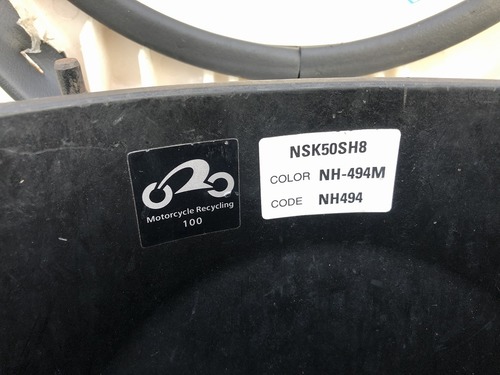 Motorcycle Recycling
100
NSK50SH8
COLOR NH-494M
CODE NH494